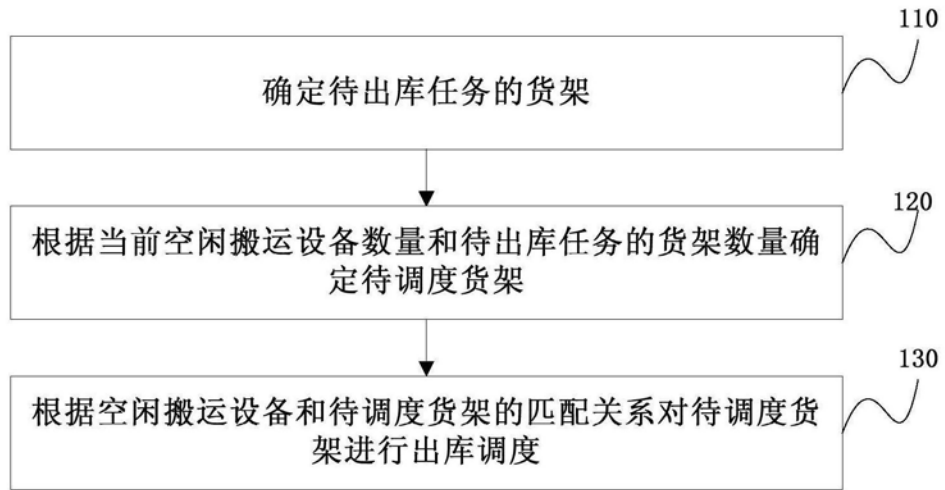 110
确定待出库任务的货架
120
根据当前空闲搬运设备数量和待出库任务的货架数量确
定待调度货架
130
根据空闲搬运设备和待调度货架的匹配关系对待调度货
架进行出库调度